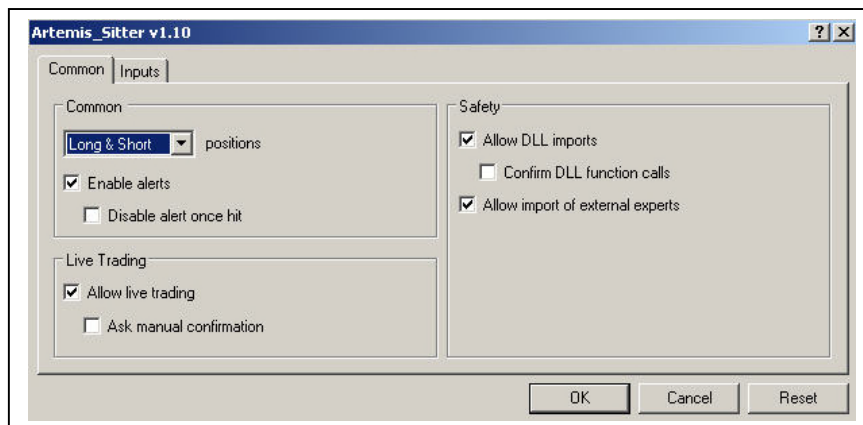 Artemis_Sitter v1.10
Common
Inputs
Common
Long & Short positions
Enable alerts
Disable alert once hit
Live Trading
Allow live trading
Ask manual confirmation
Safety
Allow DLL imports
Confirm DLL function calls
Allow import of external experts
OK
Cancel
Reset